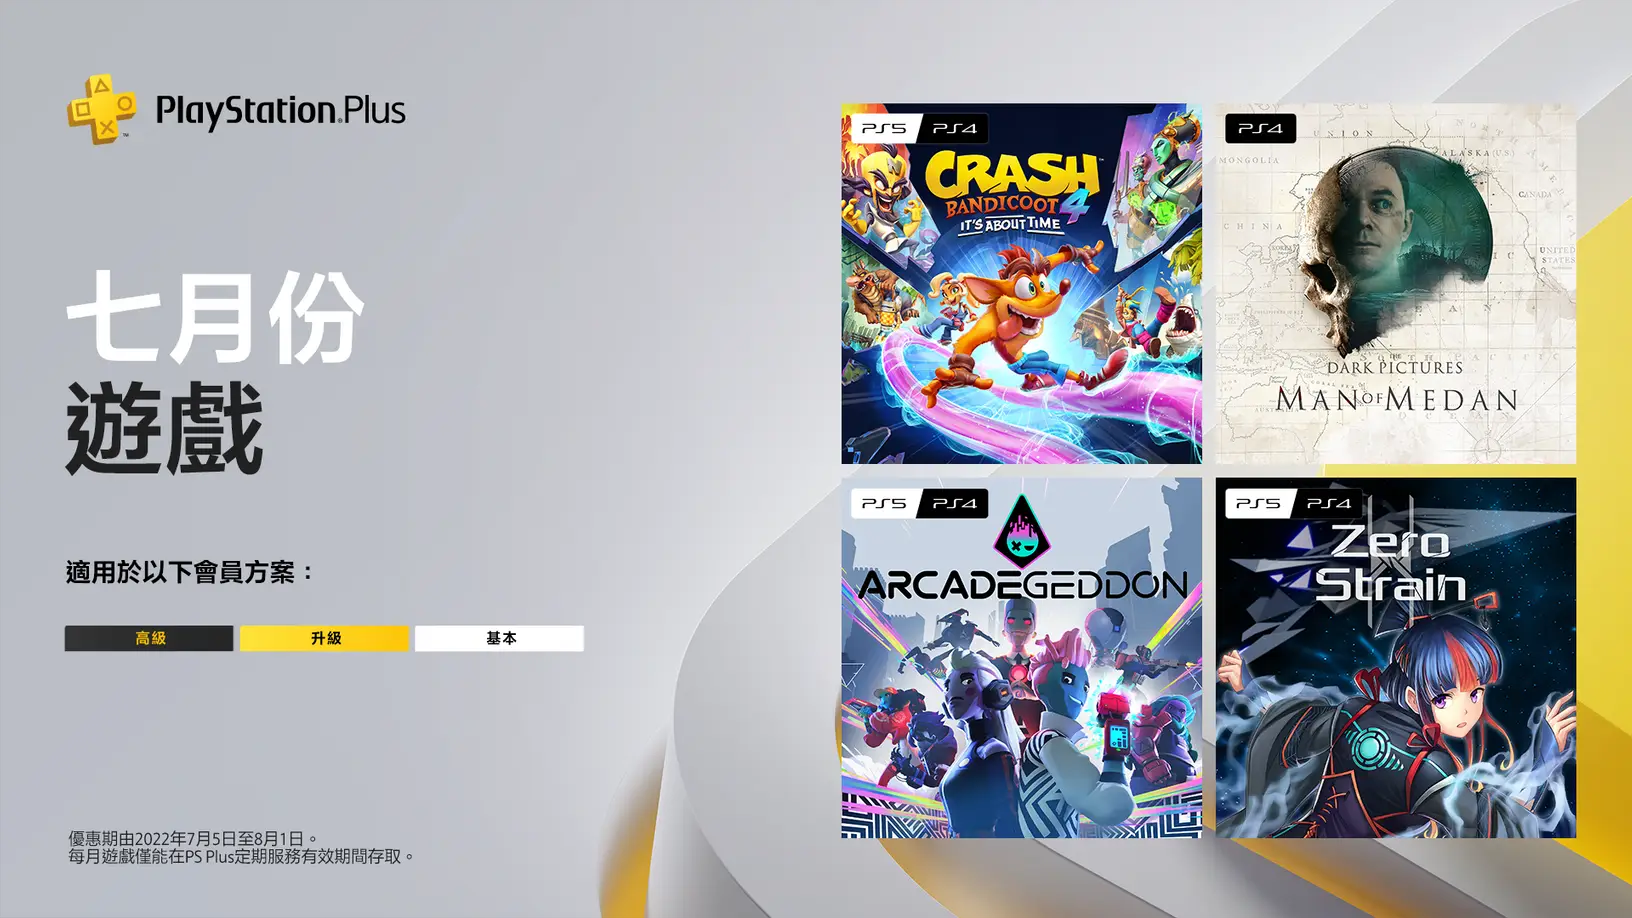 PlayStation®Plus
七月份
遊戲
適用於以下會員方案：
高級
升級
基本
優惠期由2022年7月5日至8月1日。
每月遊戲僅能在PS Plus定期服務有效期間存取。
PS5 PS4
CRASH
BANDICOOT 4
IT'S ABOUT TIME
PS4
UNION
MONGOLIA
ALASKA (U.S.)
CANADA
CHINA
UNITED
STATES
SOUTH PACIFIC
THE
DARK PICTURES
MAN OF MEDAN
PS5 PS4
ARCADEGEDDON
PS5 PS4
Zero
Strain